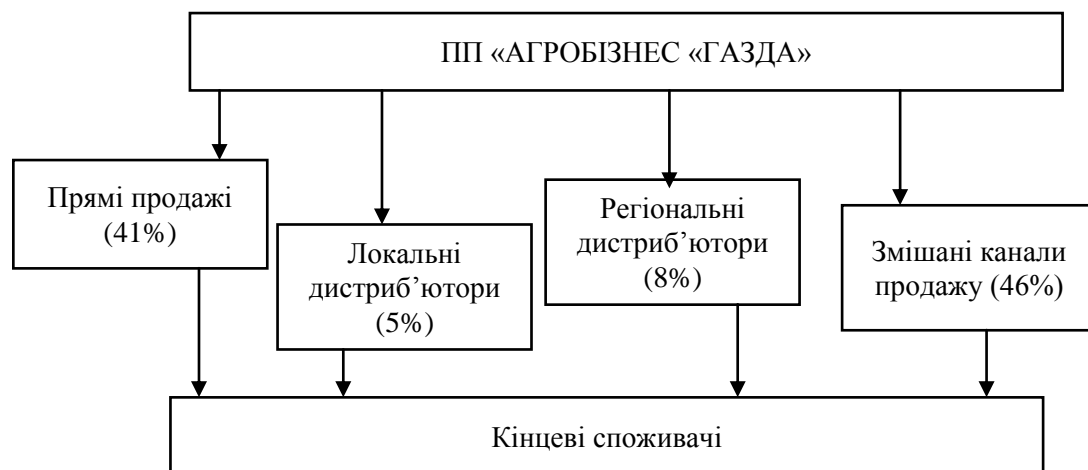 ПП «АГРОБІЗНЕС «ГАЗДА»
Прямі продажі
(41%)
Локальні
дистриб’ютори
(5%)
Регіональні
дистриб’ютори
(8%)
Змішані канали
продажу (46%)
Кінцеві споживачі